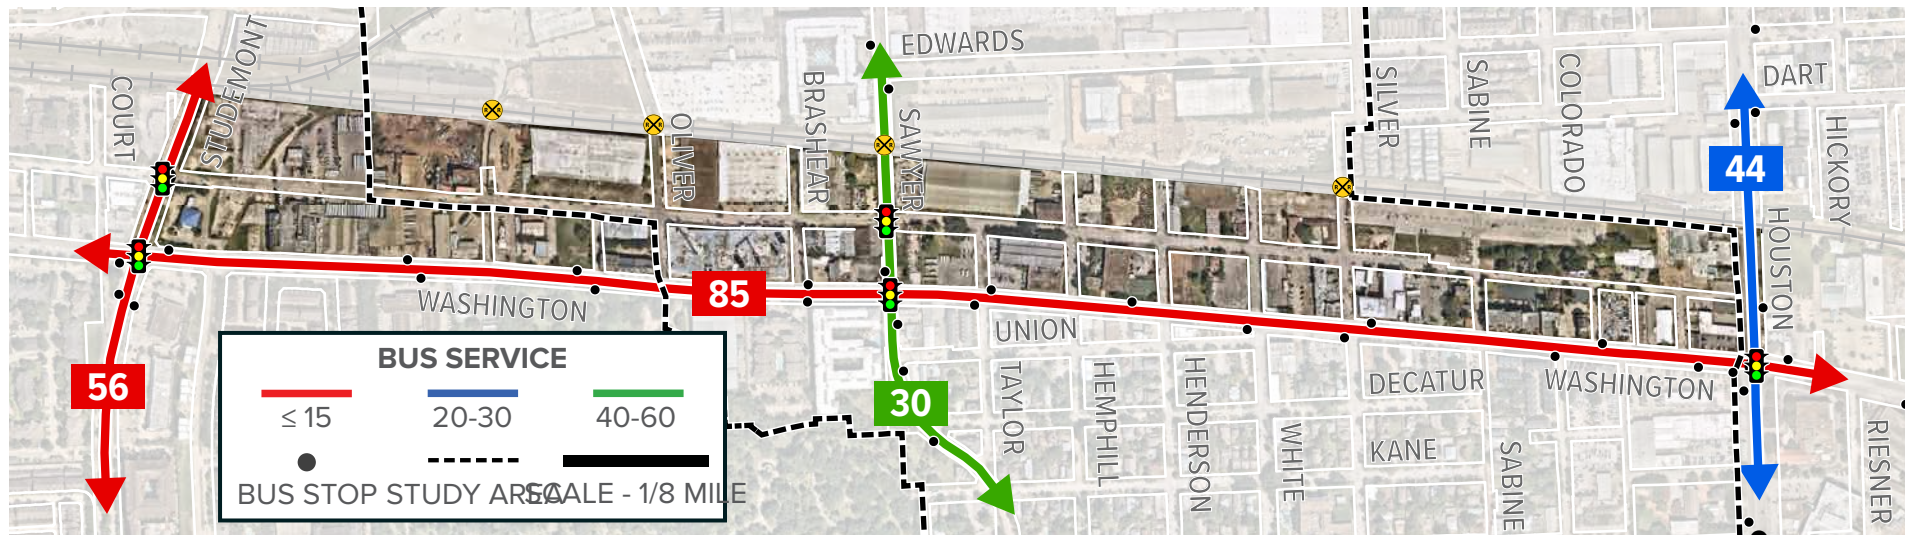 EDWARDS
DART
COURT
STUDEMONT
OLIVER
BRASHEAR
SAWYER
SILVER
SABINE
COLORADO
HICKORY
44
HOUSTON
WASHINGTON
85
UNION
56
30
TAYLOR
HEMPHILL
HENDERSON
WHITE
DECATUR
WASHINGTON
KANE
SABINE
RIESNER
BUS SERVICE
≤ 15
20-30
40-60
BUS STOP
STUDY AREA
SCALE - 1/8 MILE
R R
R R
R R
R R